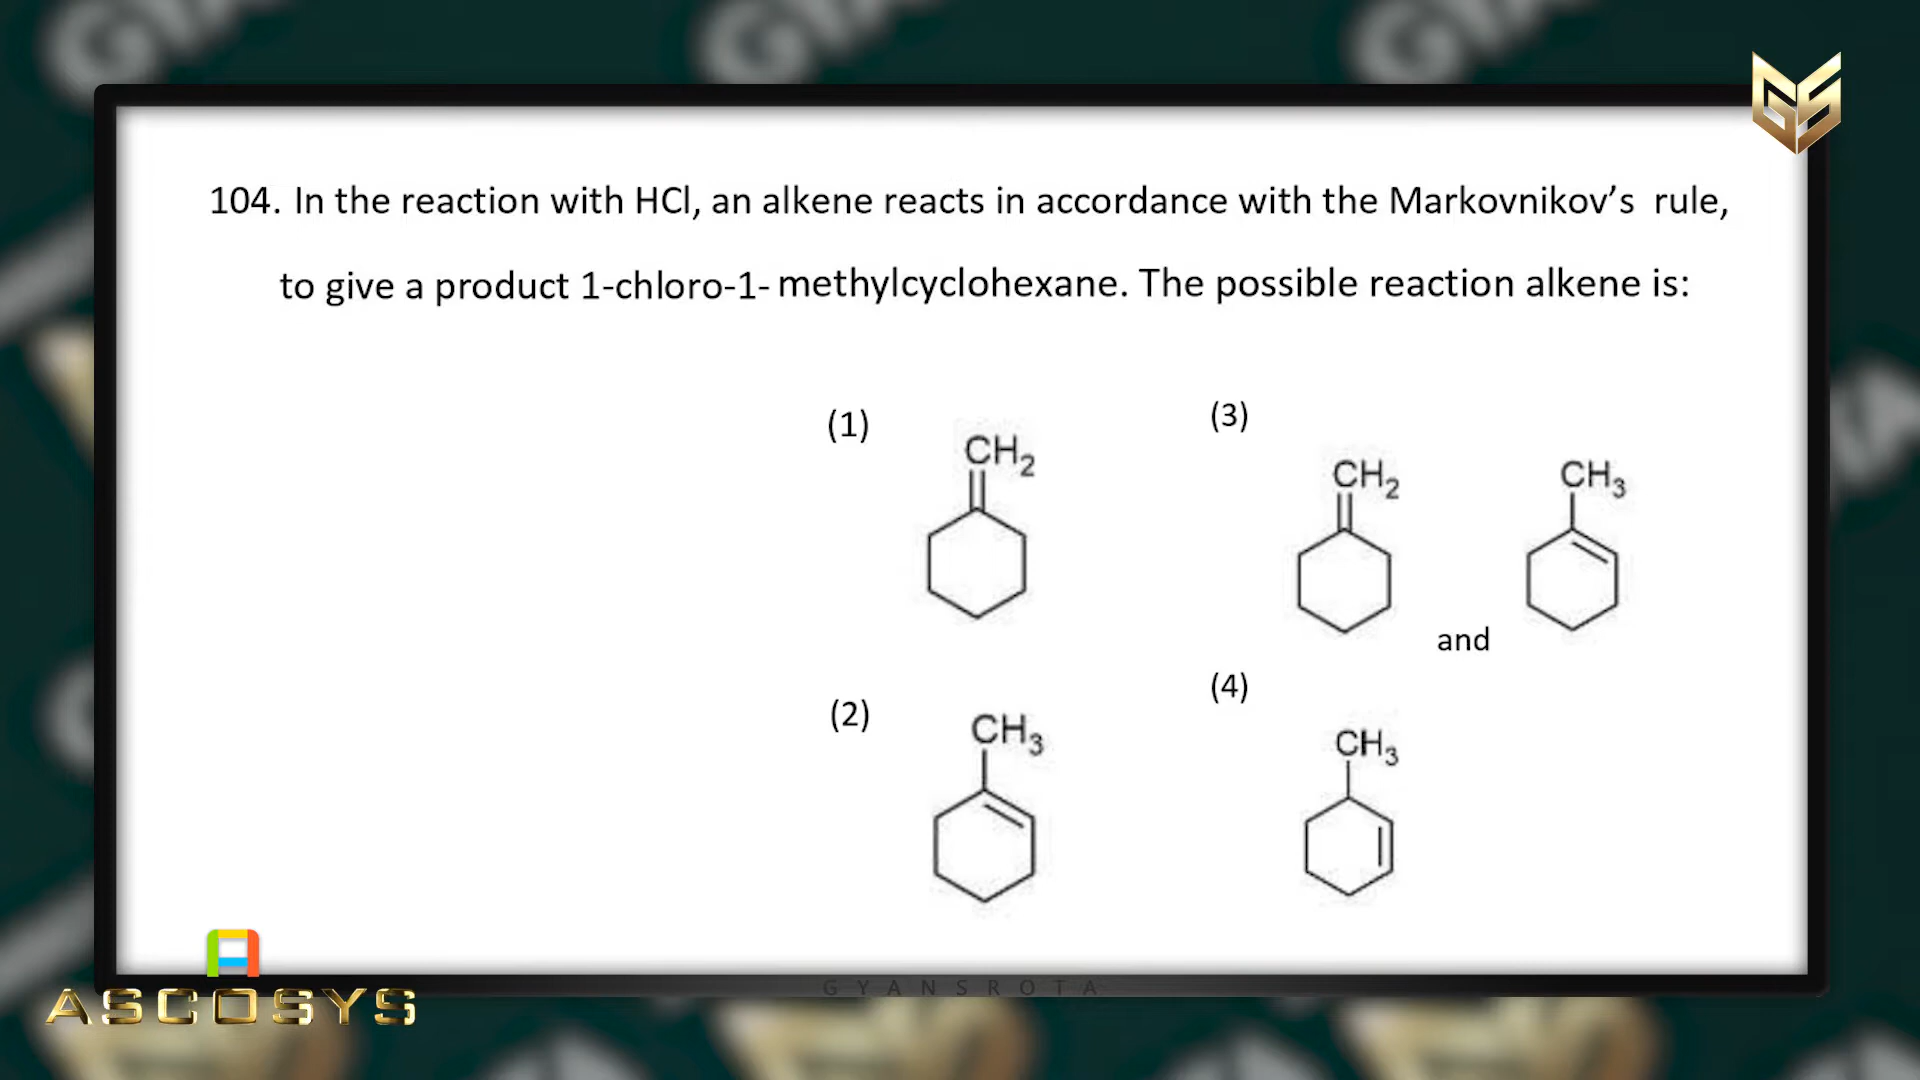 104. In the reaction with HCl, an alkene reacts in accordance with the Markovnikov’s rule,
to give a product 1-chloro-1- methylcyclohexane. The possible reaction alkene is:
(1)
CH2
(3)
CH2
CH3
and
(2)
CH3
(4)
CH3
GYANSROTA
ASCOSYS
GS